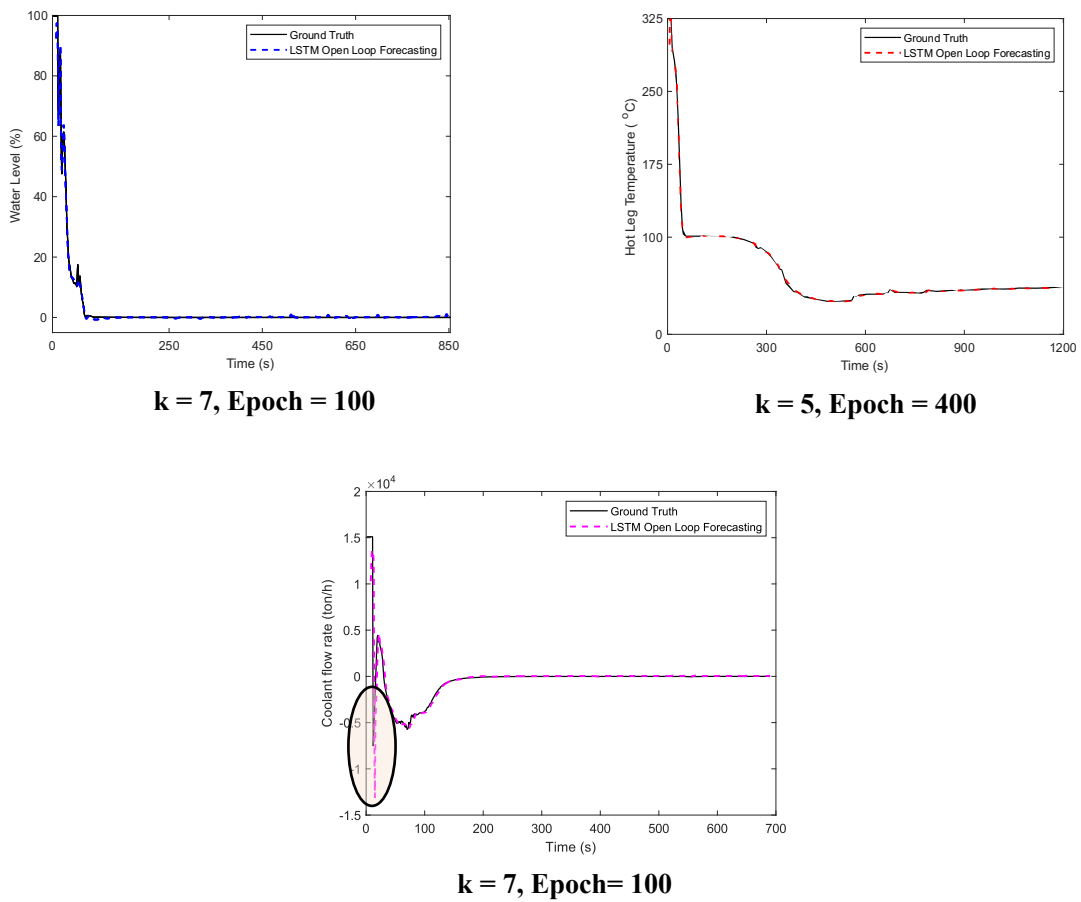 100
80
60
40
20
0
Water Level (%)
Ground Truth
LSTM Open Loop Forecasting
0 250 450 650 850
Time (s)
k = 7, Epoch = 100
325
250
175
100
0
Hot Leg Temperature ( °C)
Ground Truth
LSTM Open Loop Forecasting
0 300 600 900 1200
Time (s)
k = 5, Epoch = 400
×10⁴
2
1.5
1
0.5
0
-0.5
-1
-1.5
Coolant flow rate (ton/h)
Ground Truth
LSTM Open Loop Forecasting
0 100 200 300 400 500 600 700
Time (s)
k = 7, Epoch= 100